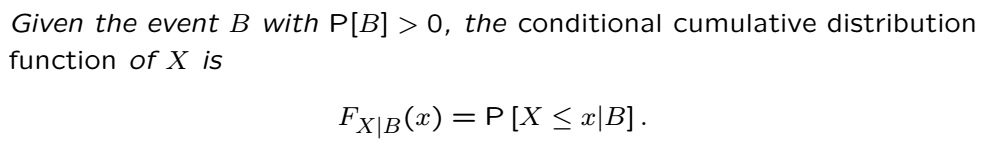 Given the event B with P[B] > 0, the conditional cumulative distribution
function of X is
F_{X|B}(x) = P [X ≤ x|B] .